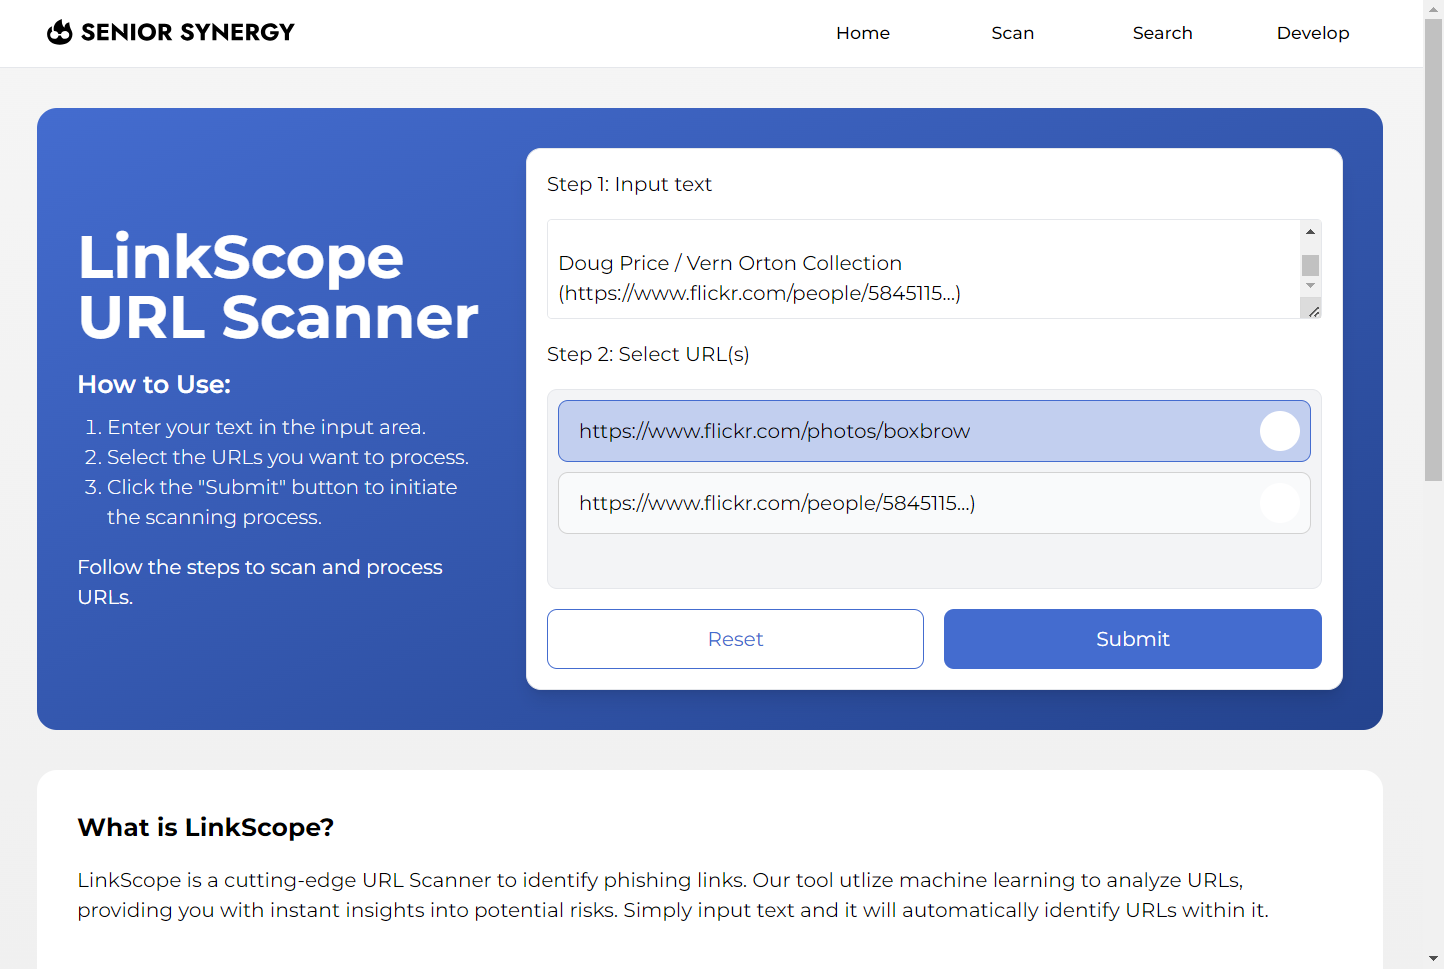 SENIOR SYNERGY
Home
Scan
Search
Develop
LinkScope
URL Scanner
How to Use:
1. Enter your text in the input area.
2. Select the URLs you want to process.
3. Click the "Submit" button to initiate
the scanning process.
Follow the steps to scan and process
URLs.
Step 1: Input text
Doug Price / Vern Orton Collection
(https://www.flickr.com/people/5845115...)
Step 2: Select URL(s)
https://www.flickr.com/photos/boxbrow
https://www.flickr.com/people/5845115...)
Reset
Submit
What is LinkScope?
LinkScope is a cutting-edge URL Scanner to identify phishing links. Our tool utlize machine learning to analyze URLs,
providing you with instant insights into potential risks. Simply input text and it will automatically identify URLs within it.